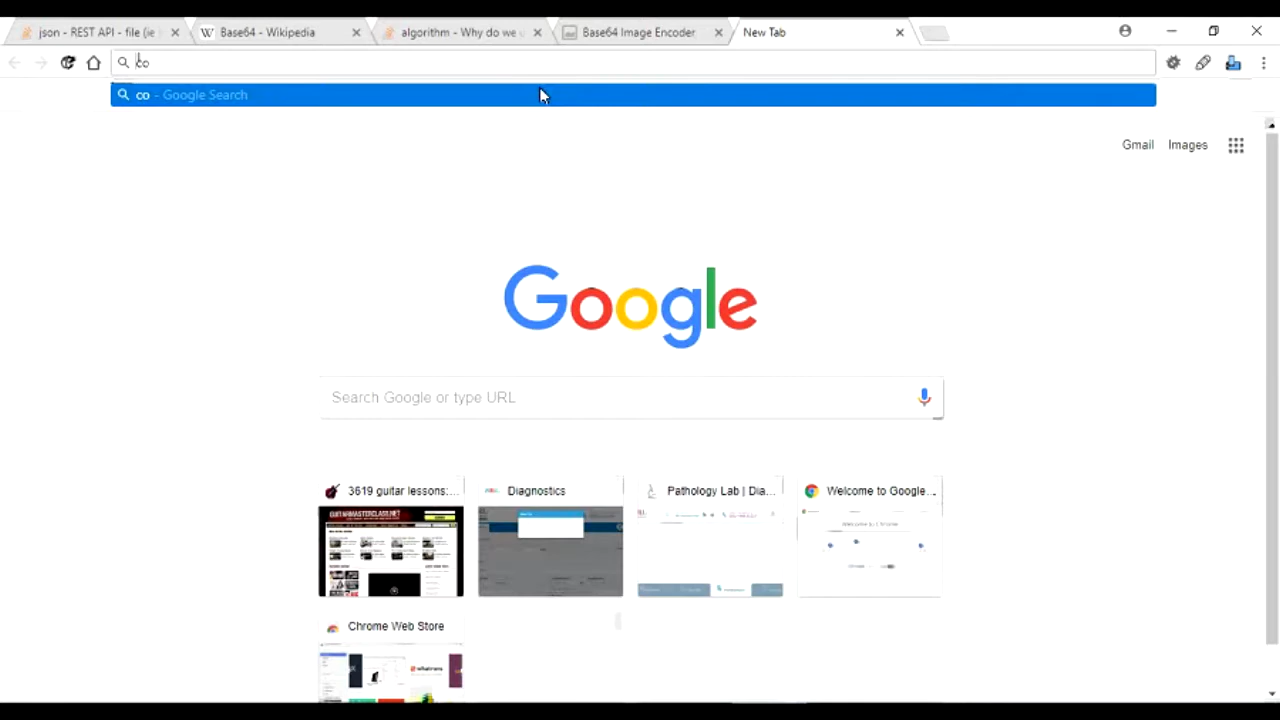 json - REST API - file (ie
Base64 - Wikipedia
algorithm - Why do we u
Base64 Image Encoder
New Tab
co
co - Google Search
Gmail Images
Google
Search Google or type URL
3619 guitar lessons:...
Diagnostics
Pathology Lab | Dia...
Welcome to Google...
GUITARMASTERCLASS.NET
Chrome Web Store